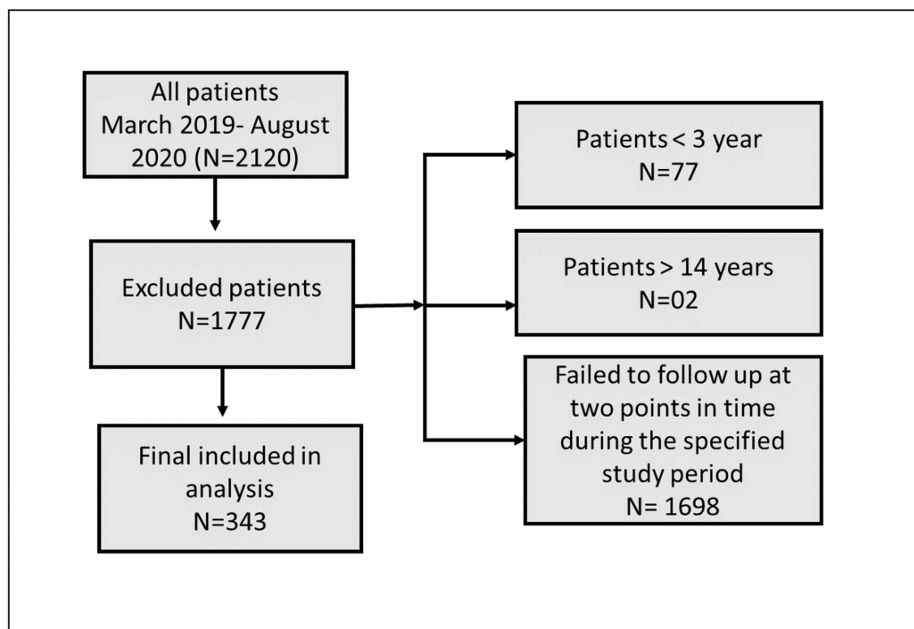 All patients
March 2019- August
2020 (N=2120)
Excluded patients
N=1777
Final included in
analysis
N=343
Patients < 3 year
N=77
Patients > 14 years
N=02
Failed to follow up at
two points in time
during the specified
study period
N= 1698